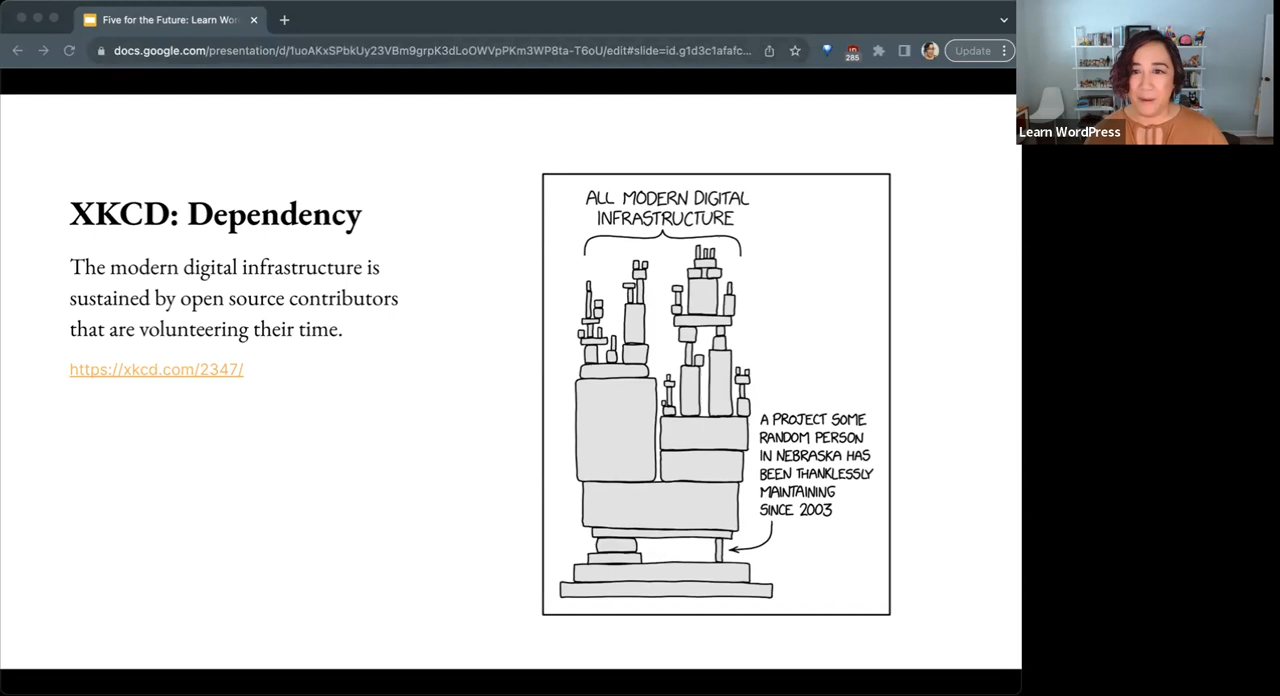 Five for the Future: Learn Wor
docs.google.com/presentation/d/1uoAKxSPbkUy23VBm9grpK3dLoOWVpPKm3WP8ta-T6oU/edit#slide=id.g1d3c1afafc...
285
Update
Learn WordPress
XKCD: Dependency
The modern digital infrastructure is
sustained by open source contributors
that are volunteering their time.
https://xkcd.com/2347/
ALL MODERN DIGITAL
INFRASTRUCTURE
A PROJECT SOME
RANDOM PERSON
IN NEBRASKA HAS
BEEN THANKLESSLY
MAINTAINING
SINCE 2003